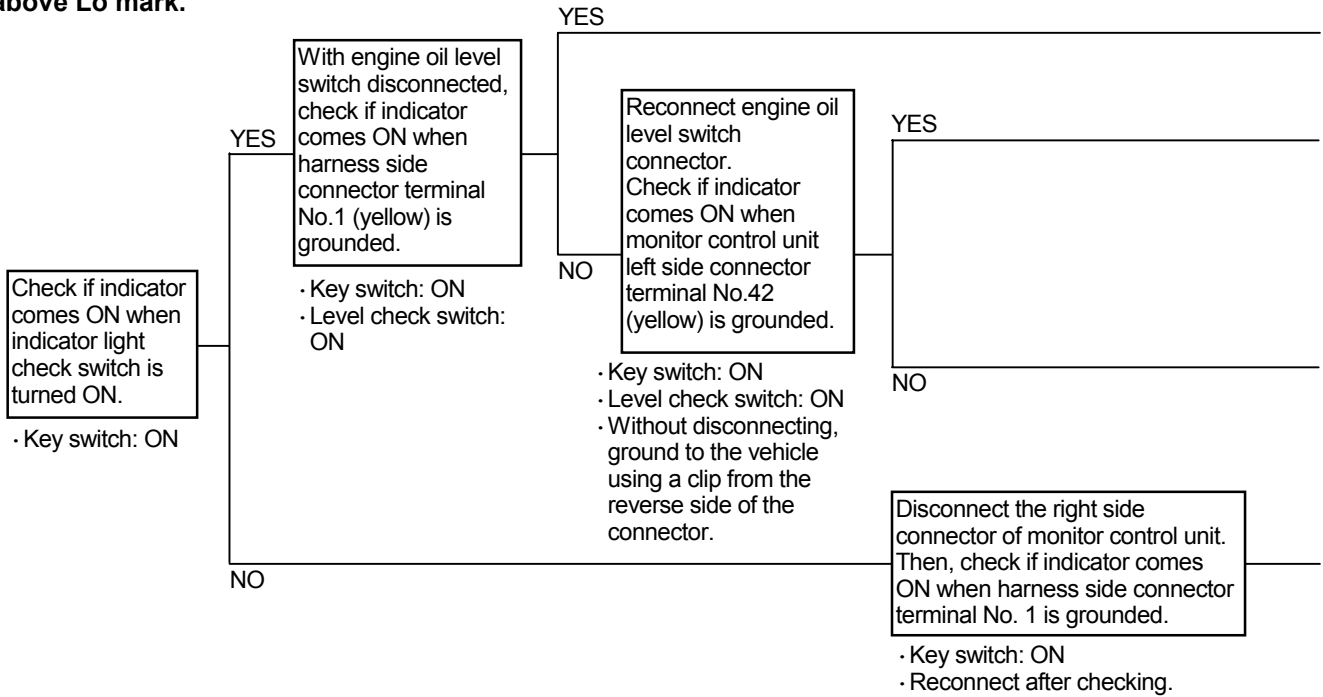 above Lo mark.
Check if indicator
comes ON when
indicator light
check switch is
turned ON.
· Key switch: ON
YES
With engine oil level
switch disconnected,
check if indicator
comes ON when
harness side
connector terminal
No.1 (yellow) is
grounded.
· Key switch: ON
· Level check switch:
ON
YES
NO
Reconnect engine oil
level switch
connector.
Check if indicator
comes ON when
monitor control unit
left side connector
terminal No.42
(yellow) is grounded.
· Key switch: ON
· Level check switch: ON
· Without disconnecting,
ground to the vehicle
using a clip from the
reverse side of the
connector.
YES
NO
NO
Disconnect the right side
connector of monitor control unit.
Then, check if indicator comes
ON when harness side connector
terminal No. 1 is grounded.
· Key switch: ON
· Reconnect after checking.